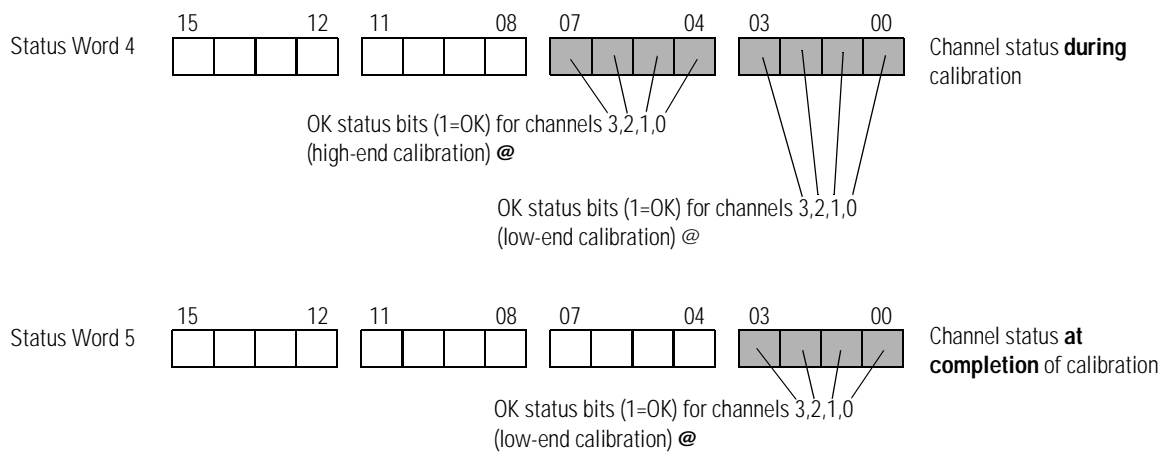 15 12 11 08 07 04 03 00
Status Word 4
Channel status during
calibration
OK status bits (1=OK) for channels 3,2,1,0
(high-end calibration) @
OK status bits (1=OK) for channels 3,2,1,0
(low-end calibration) @
15 12 11 08 07 04 03 00
Status Word 5
Channel status at
completion of calibration
OK status bits (1=OK) for channels 3,2,1,0
(low-end calibration) @